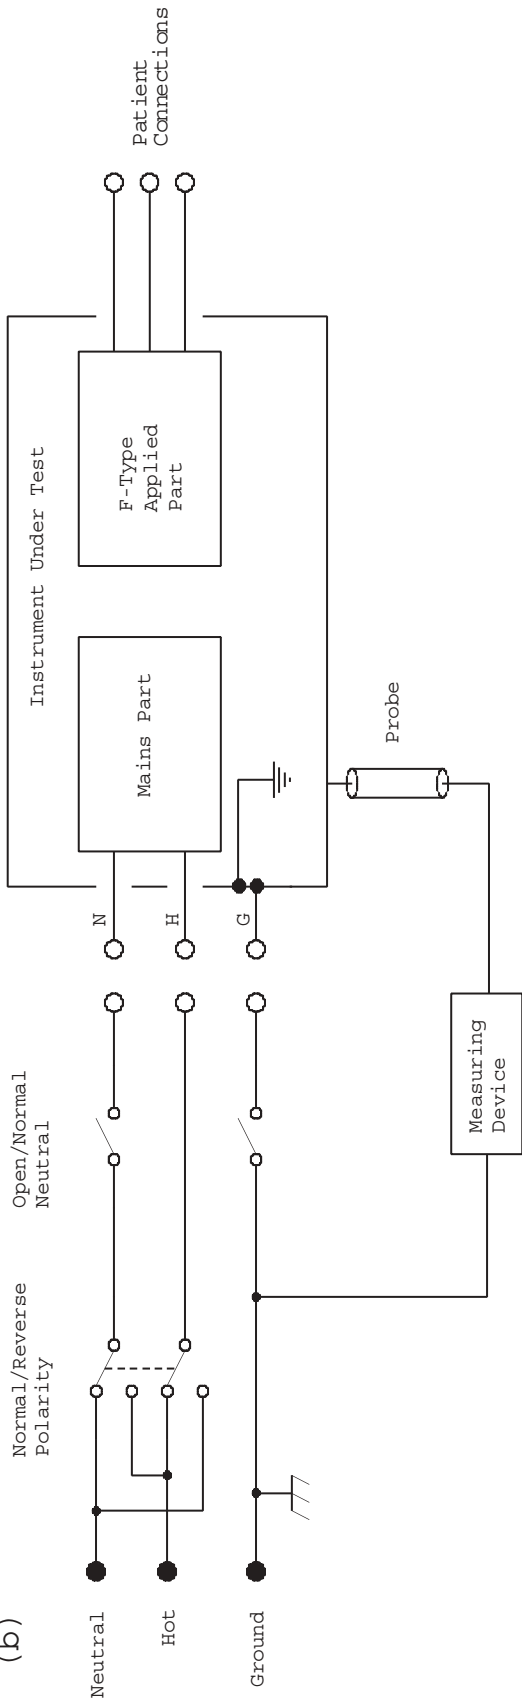 (b)
Normal/Reverse
Polarity
Open/Normal
Neutral
Instrument Under Test
Neutral
Hot
Ground
N
H
G
Mains Part
F-Type
Applied
Part
Patient
Connections
Probe
Measuring
Device